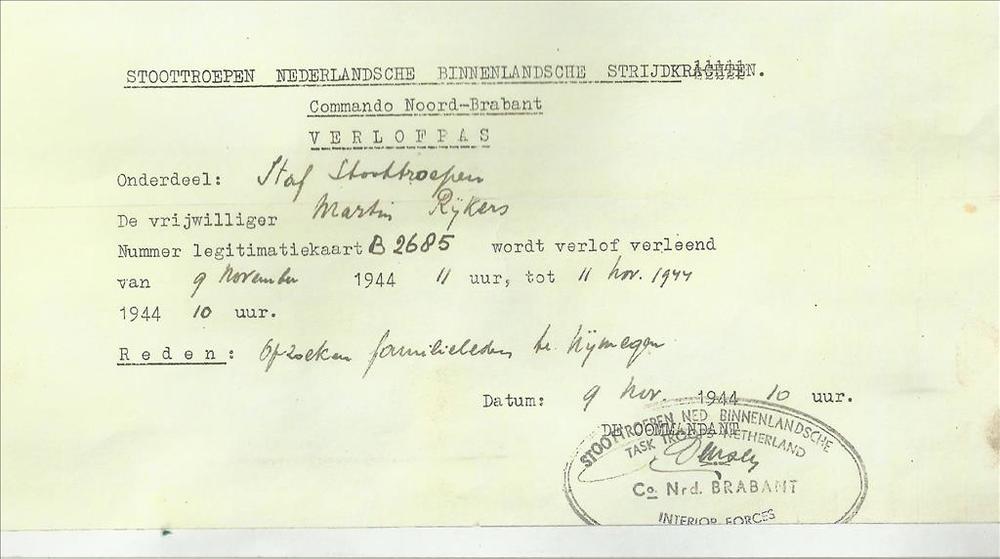 STOOTTROEPEN NEDERLANDSCHE BINNENLANDSCHE STRIJDKRACHTEN.
Commando Noord-Brabant
VERLOFPAS
Onderdeel: Staf Stoottroepen
De vrijwilliger Martin Rijkers
Nummer legitimatiekaart B 2685 wordt verlof verleend
van 9 November 1944 11 uur, tot 11 Nov. 1944
1944 10 uur.
Reden: Opzoeken familieleden te Nijmegen
Datum: 9 Nov. 1944 10 uur.
DE COMMANDANT
STOOTTROEPEN NED. BINNENLANDSCHE
TASK TROOPS NETHERLAND
Co Nrd. BRABANT
INTERIOR FORCES